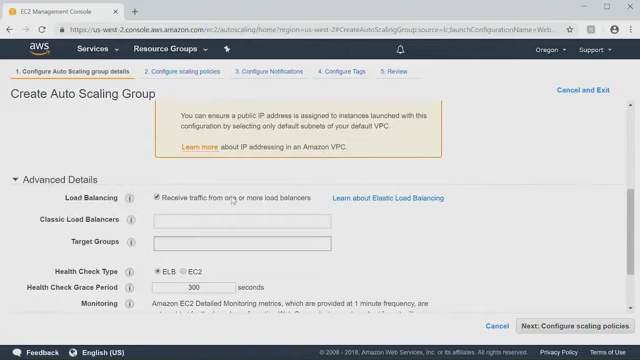 EC2 Management Console
https://us-west-2.console.aws.amazon.com/ec2/autoscaling/home?region=us-west-2#CreateAutoScalingGroup:source=lc;launchConfigurationName=Web...
aws Services Resource Groups Oregon Support
1. Configure Auto Scaling group details 2. Configure scaling policies 3. Configure Notifications 4. Configure Tags 5. Review
Create Auto Scaling Group Cancel and Exit
You can ensure a public IP address is assigned to instances launched with this
configuration by selecting only default subnets of your default VPC.
Learn more about IP addressing in an Amazon VPC.
Advanced Details
Load Balancing Receive traffic from one or more load balancers Learn about Elastic Load Balancing
Classic Load Balancers
Target Groups
Health Check Type ELB EC2
Health Check Grace Period 300 seconds
Monitoring Amazon EC2 Detailed Monitoring metrics, which are provided at 1 minute frequency, are
Cancel Next: Configure scaling policies
Feedback English (US) © 2008 - 2018, Amazon Web Services, Inc. or its affiliates. All rights reserved. Privacy Policy Terms of Use